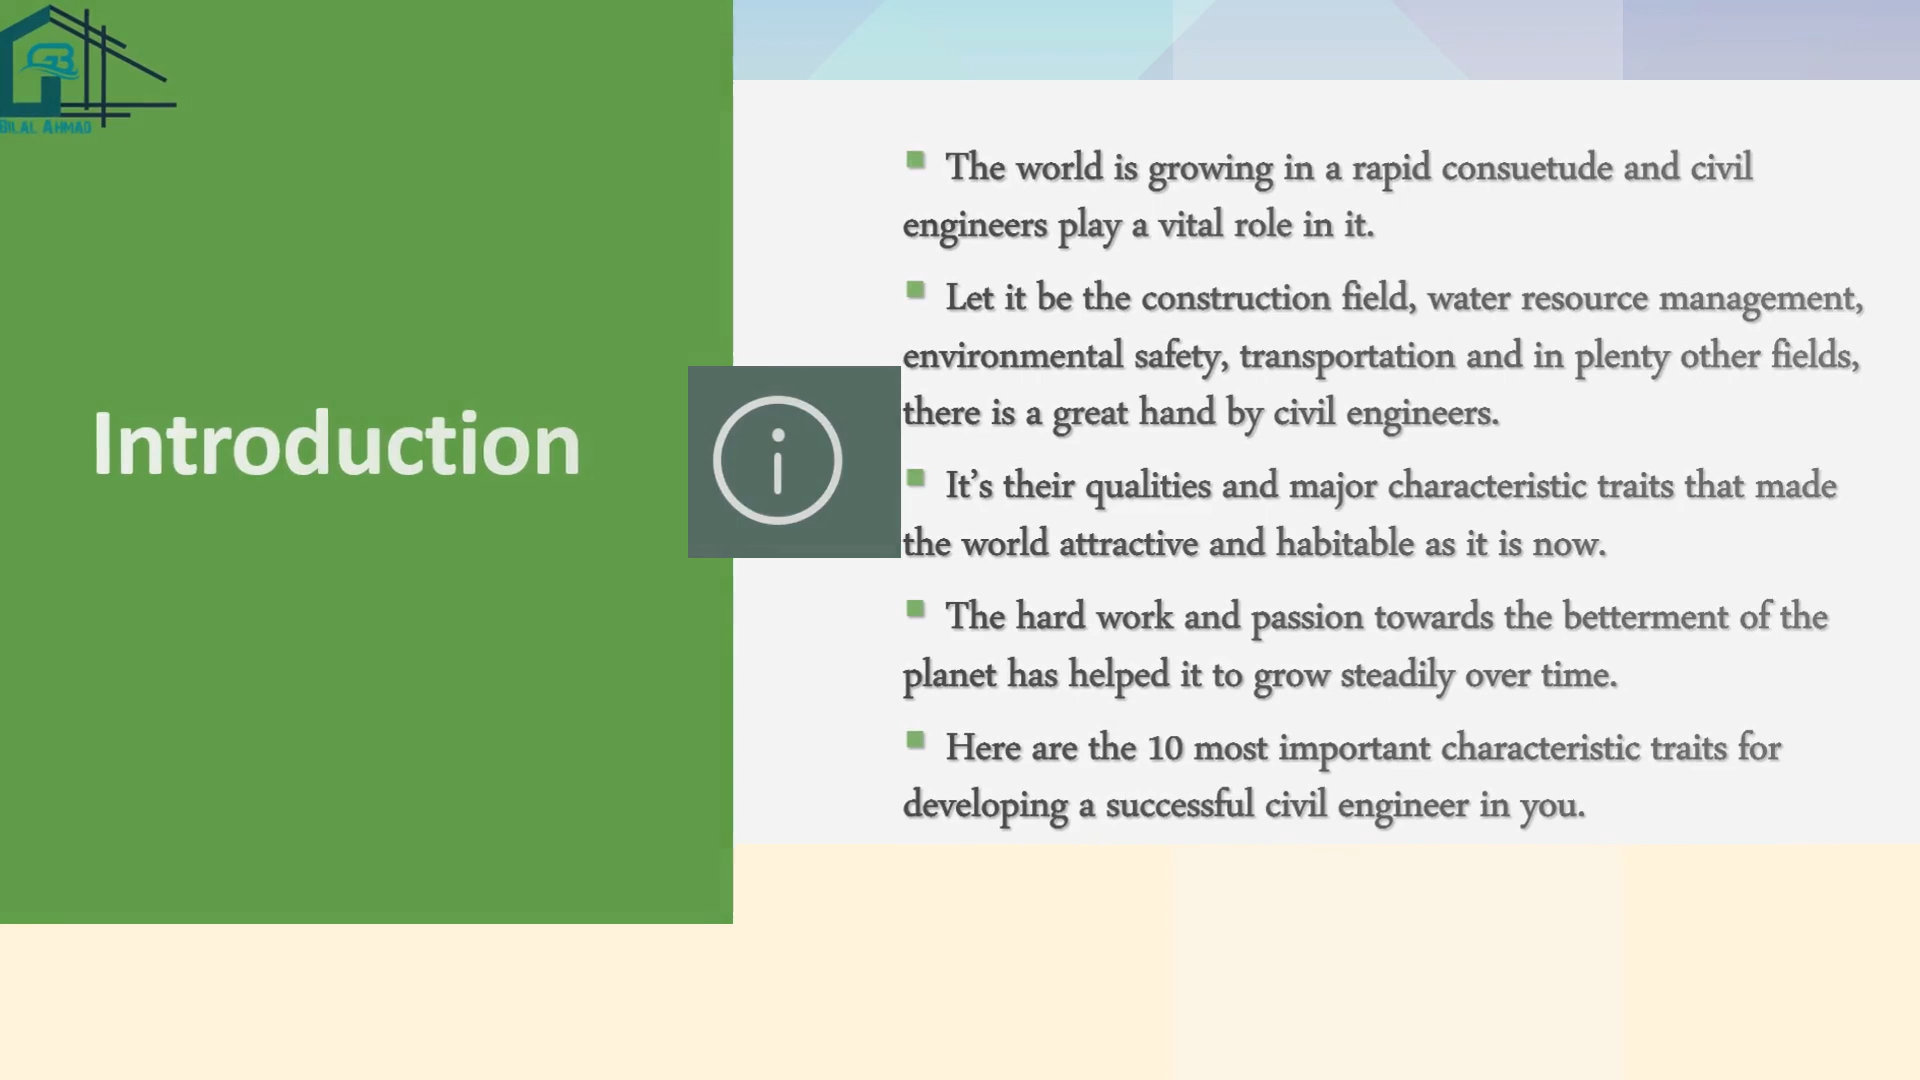 GB
BILAL AHMAD
Introduction
The world is growing in a rapid consuetude and civil
engineers play a vital role in it.
Let it be the construction field, water resource management,
environmental safety, transportation and in plenty other fields,
there is a great hand by civil engineers.
It’s their qualities and major characteristic traits that made
the world attractive and habitable as it is now.
The hard work and passion towards the betterment of the
planet has helped it to grow steadily over time.
Here are the 10 most important characteristic traits for
developing a successful civil engineer in you.